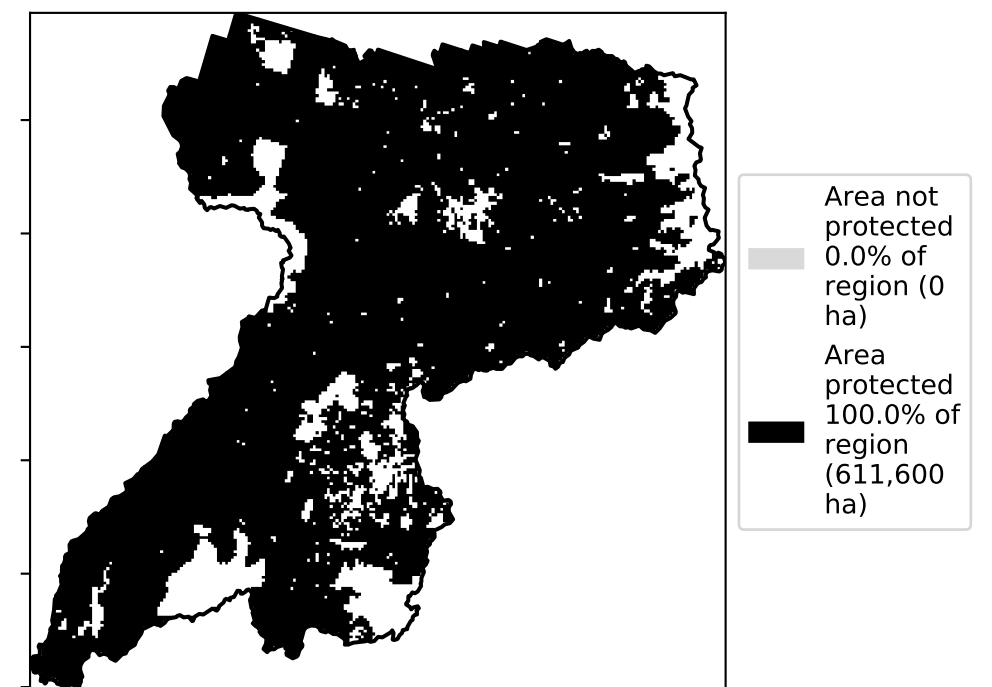 Area not
protected
0.0% of
region (0
ha)
Area
protected
100.0% of
region
(611,600
ha)